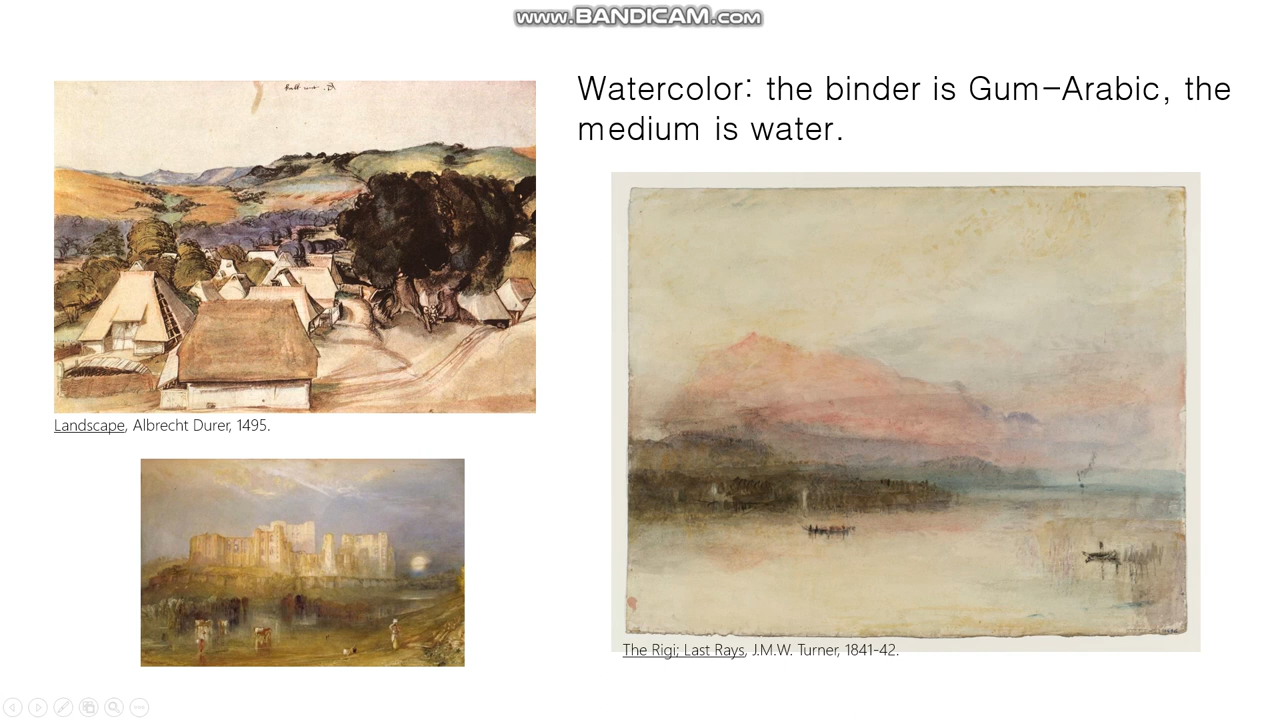 www.BANDICAM.com
Watercolor: the binder is Gum-Arabic, the
medium is water.
Landscape, Albrecht Durer, 1495.
The Rigi; Last Rays, J.M.W. Turner, 1841-42.